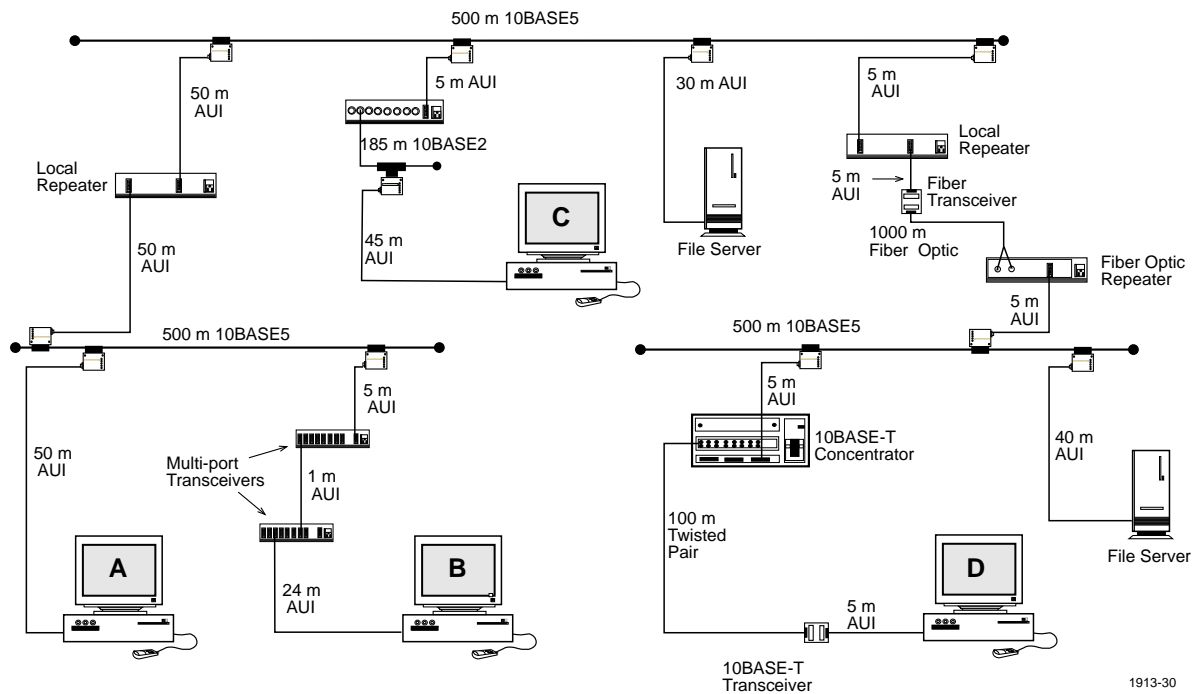 500 m 10BASE5
50 m
AUI
5 m AUI
30 m AUI
5 m
AUI
185 m 10BASE2
Local
Repeater
Local
Repeater
5 m
AUI
Fiber
Transceiver
C
45 m
AUI
File Server
1000 m
Fiber Optic
50 m
AUI
Fiber Optic
Repeater
5 m
AUI
500 m 10BASE5
500 m 10BASE5
5 m
AUI
5 m
AUI
50 m
AUI
Multi-port
Transceivers
1 m
AUI
10BASE-T
Concentrator
40 m
AUI
100 m
Twisted
Pair
File Server
A
B
D
24 m
AUI
5 m
AUI
10BASE-T
Transceiver
1913-30